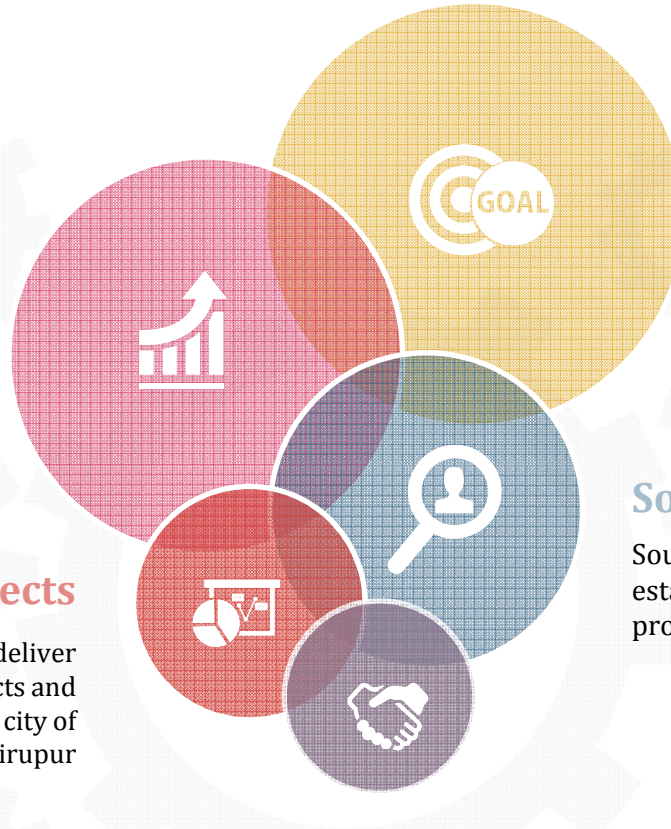 GOAL
So
Sou
esta
pro
ects
deliver
cts and
city of
irupur